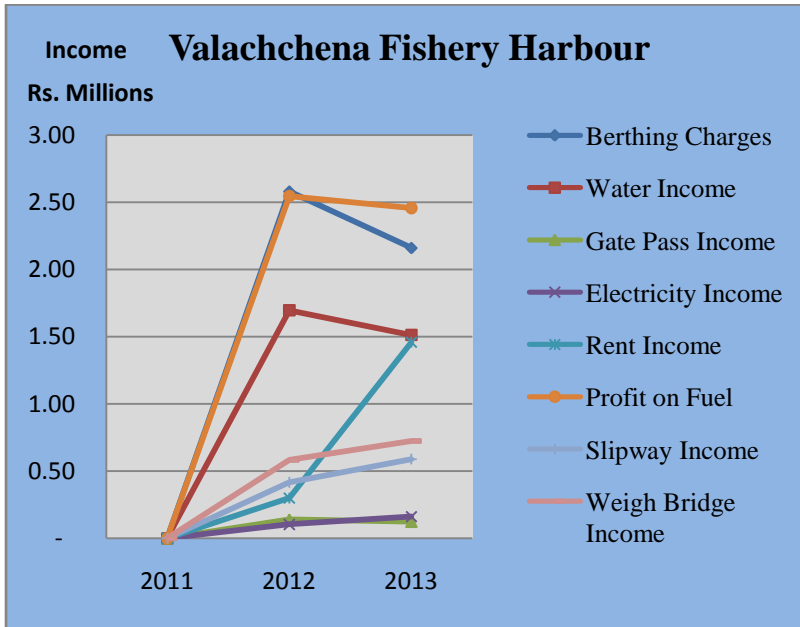 Income
Valachchena Fishery Harbour
Rs. Millions
3.00
2.50
2.00
1.50
1.00
0.50
-
2011 2012 2013
Berthing Charges
Water Income
Gate Pass Income
Electricity Income
Rent Income
Profit on Fuel
Slipway Income
Weigh Bridge
Income